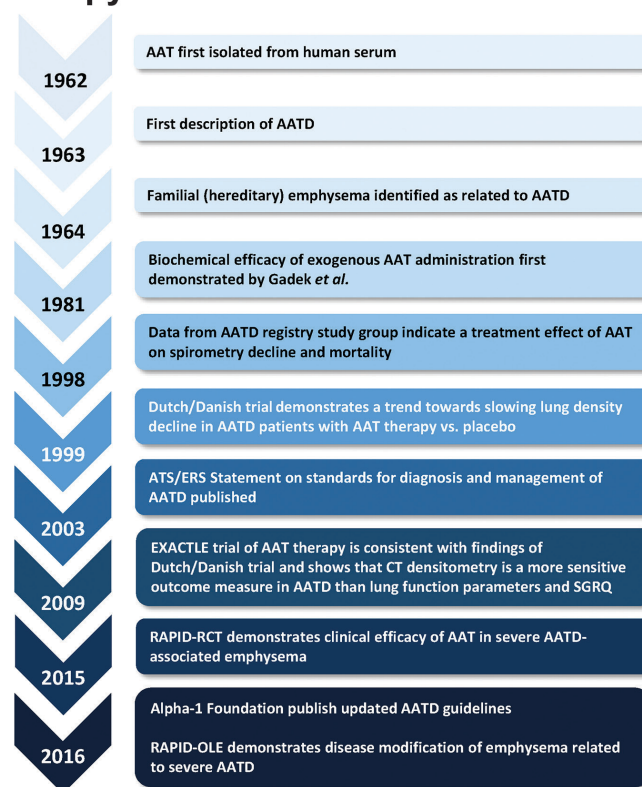 1962
AAT first isolated from human serum
1963
First description of AATD
1964
Familial (hereditary) emphysema identified as related to AATD
1981
Biochemical efficacy of exogenous AAT administration first
demonstrated by Gadek et al.
1998
Data from AATD registry study group indicate a treatment effect of AAT
on spirometry decline and mortality
1999
Dutch/Danish trial demonstrates a trend towards slowing lung density
decline in AATD patients with AAT therapy vs. placebo
2003
ATS/ERS Statement on standards for diagnosis and management of
AATD published
2009
EXACTLE trial of AAT therapy is consistent with findings of
Dutch/Danish trial and shows that CT densitometry is a more sensitive
outcome measure in AATD than lung function parameters and SGRQ
2015
RAPID-RCT demonstrates clinical efficacy of AAT in severe AATD-
associated emphysema
2016
Alpha-1 Foundation publish updated AATD guidelines
RAPID-OLE demonstrates disease modification of emphysema related
to severe AATD